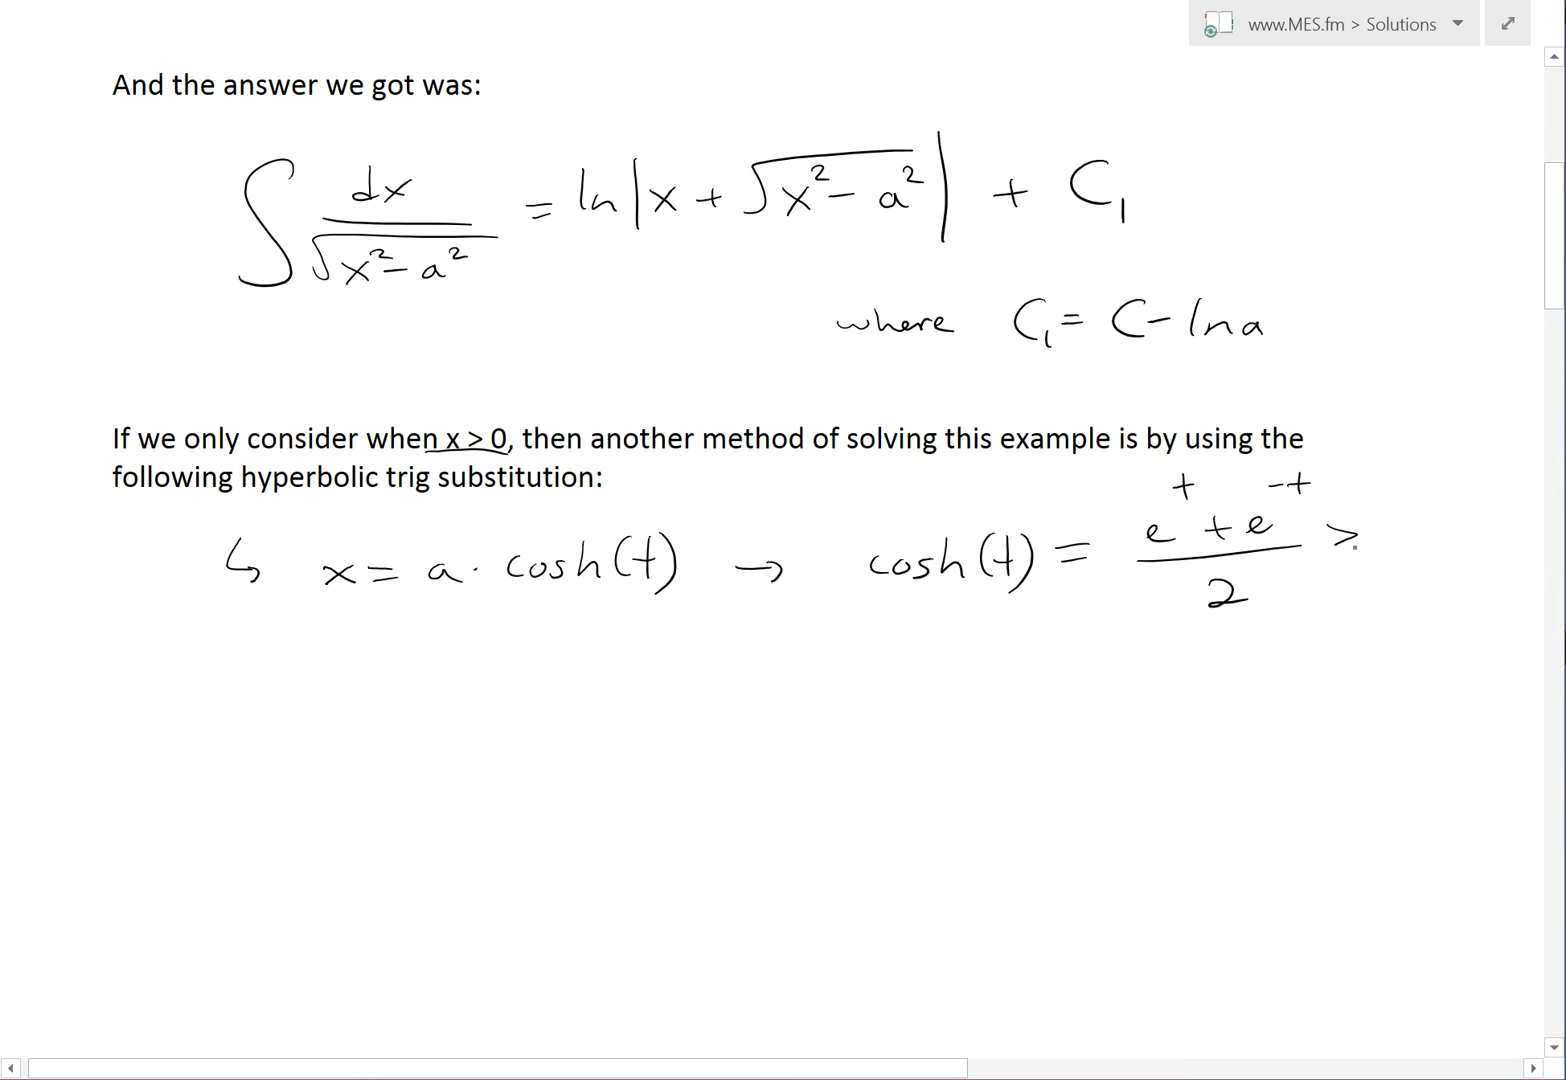 www.MES.fm > Solutions
And the answer we got was:
∫ dx / √(x² − a²) = ln|x + √(x² − a²)| + C₁
where C₁ = C − ln a
If we only consider when x > 0, then another method of solving this example is by using the
following hyperbolic trig substitution:
↳ x = a · cosh(t) → cosh(t) = (e^t + e^−t) / 2 >